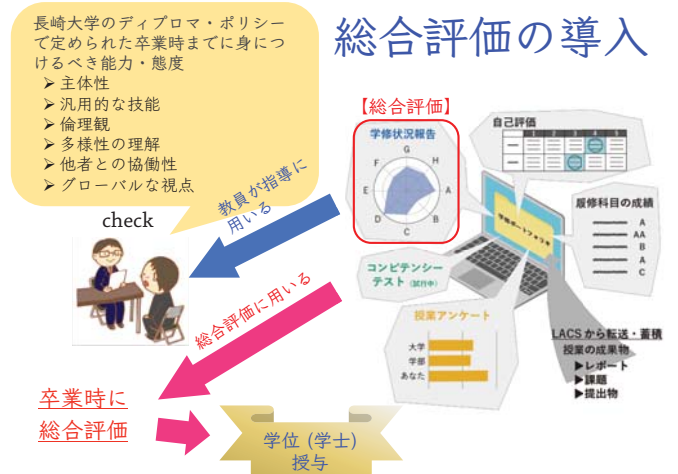 総合評価の導入
長崎大学のディプロマ・ポリシー
で定められた卒業時までに身につ
けるべき能力・態度
➤主体性
➤汎用的な技能
➤倫理観
➤多様性の理解
➤他者との協働性
➤グローバルな視点
check
教員が指導に
用いる
総合評価に用いる
卒業時に
総合評価
学位 (学士)
授与
【総合評価】
学修状況報告
G
F
H
E
A
D
B
C
自己評価
1 2 3 4 5
学修ポートフォリオ
履修科目の成績
A
AA
B
A
C
コンピテンシー
テスト (試行中)
授業アンケート
大学
学部
あなた
LACSから転送・蓄積
授業の成果物
▶レポート
▶課題
▶提出物